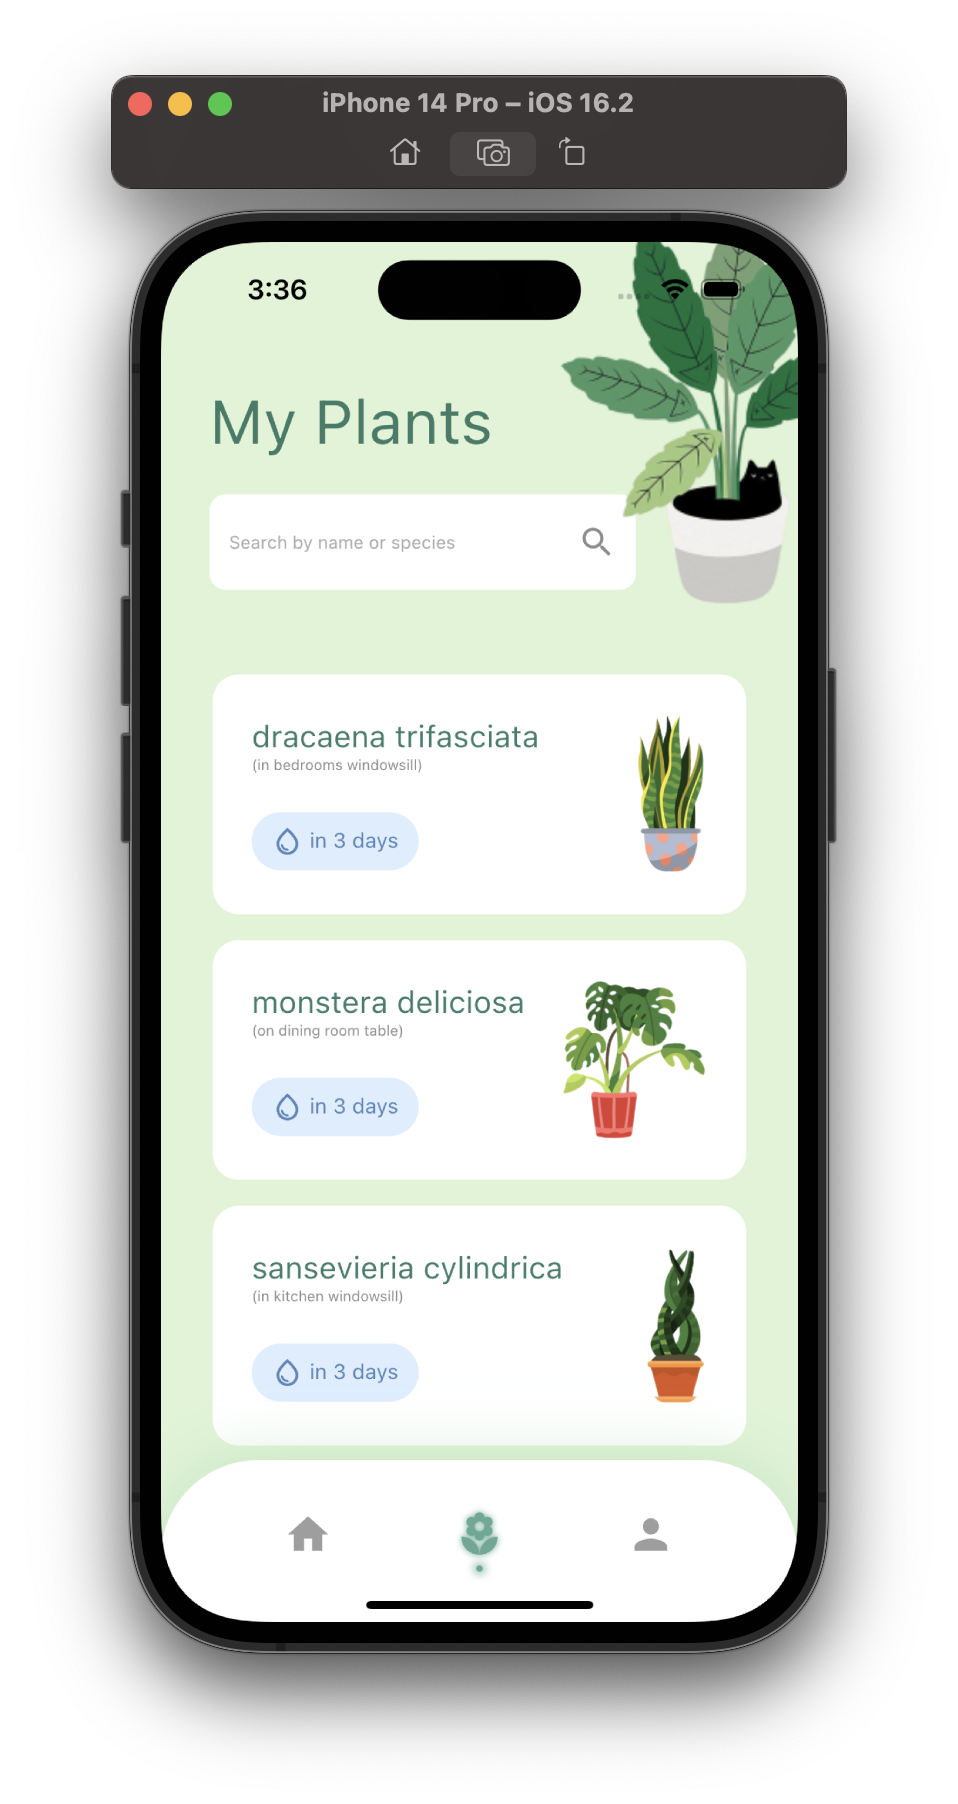 iPhone 14 Pro – iOS 16.2
3:36
My Plants
Search by name or species
dracaena trifasciata
(in bedrooms windowsill)
in 3 days
monstera deliciosa
(on dining room table)
in 3 days
sansevieria cylindrica
(in kitchen windowsill)
in 3 days